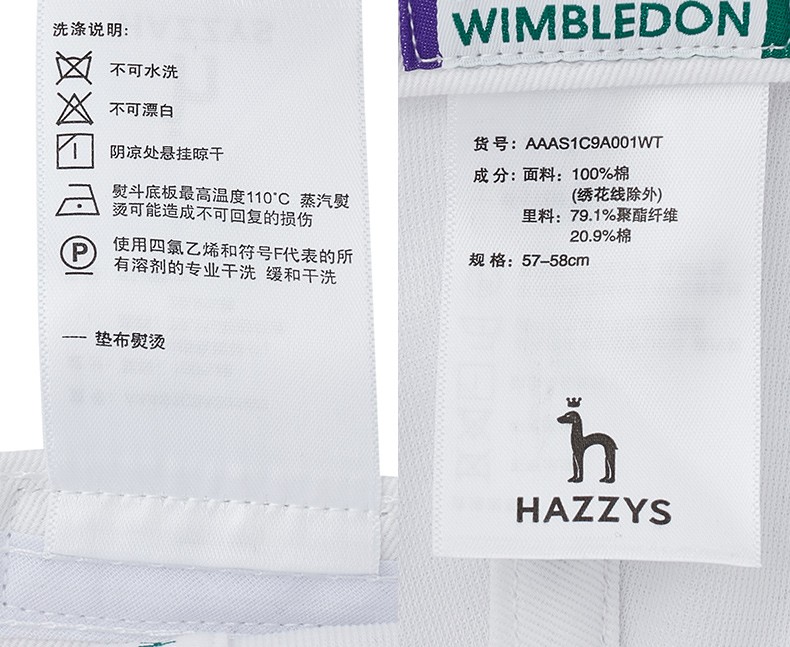 洗涤说明:
不可水洗
不可漂白
阴凉处悬挂晾干
熨斗底板最高温度110°C 蒸汽熨
烫可能造成不可回复的损伤
P
使用四氯乙烯和符号F代表的所
有溶剂的专业干洗 缓和干洗
— 垫布熨烫
WIMBLEDON
货号: AAAS1C9A001WT
成分: 面料: 100%棉
(绣花线除外)
里料: 79.1%聚酯纤维
20.9%棉
规格: 57–58cm
HAZZYS